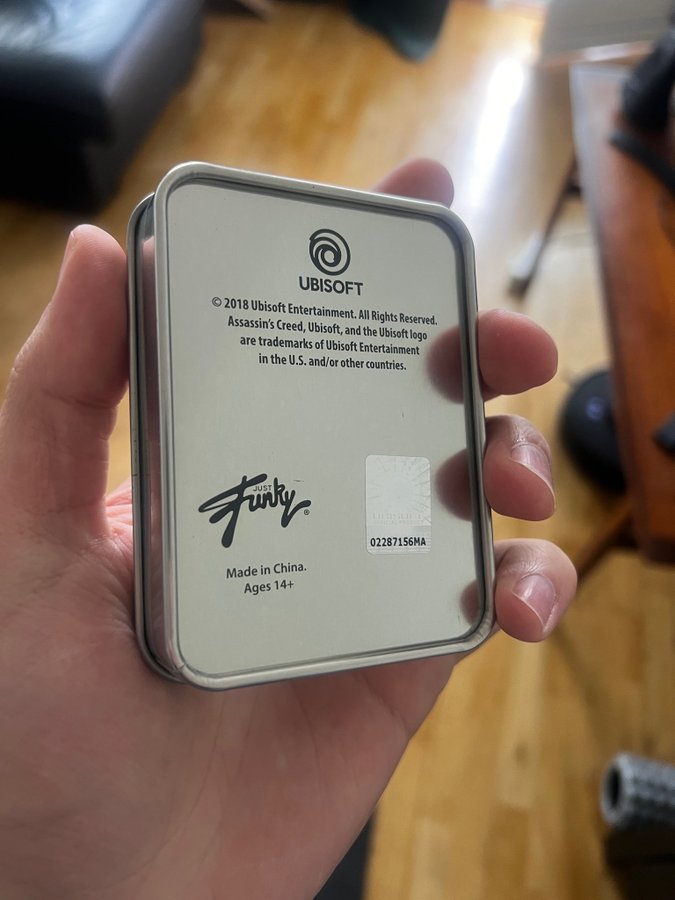 UBISOFT
© 2018 Ubisoft Entertainment. All Rights Reserved.
Assassin's Creed, Ubisoft, and the Ubisoft logo
are trademarks of Ubisoft Entertainment
in the U.S. and/or other countries.
JUST
Funky®
UBISOFT
02287156MA
Made in China.
Ages 14+